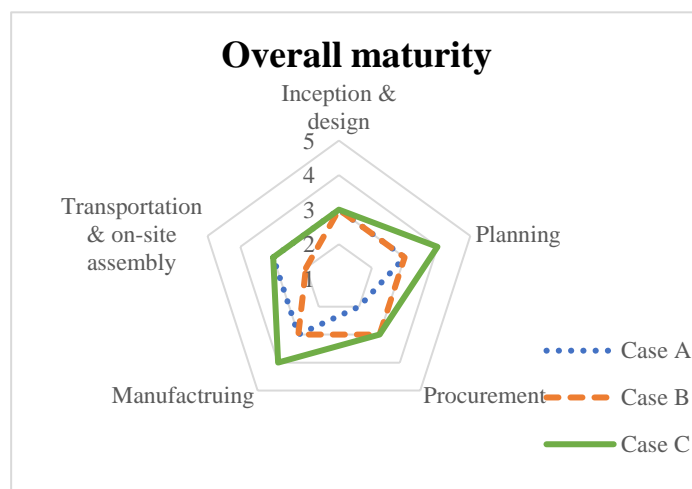 Overall maturity
Inception &
design
5
4
3
2
1
Transportation
& on-site
assembly
Planning
Manufactruing
Procurement
Case A
Case B
Case C